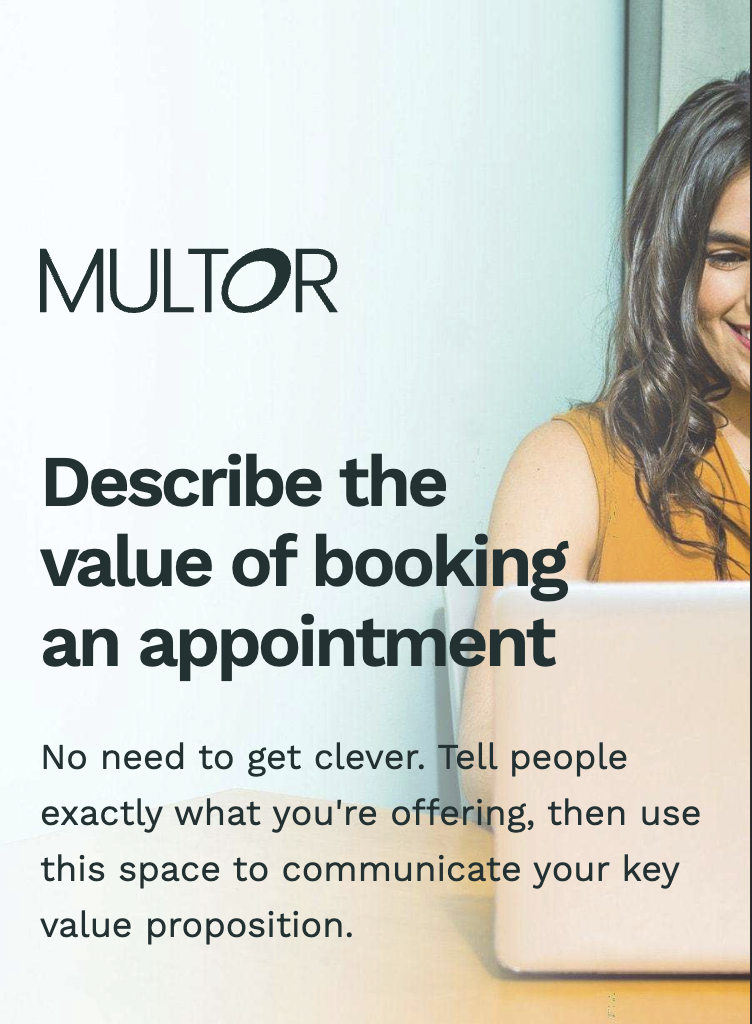 MULTOR
Describe the
value of booking
an appointment
No need to get clever. Tell people
exactly what you're offering, then use
this space to communicate your key
value proposition.